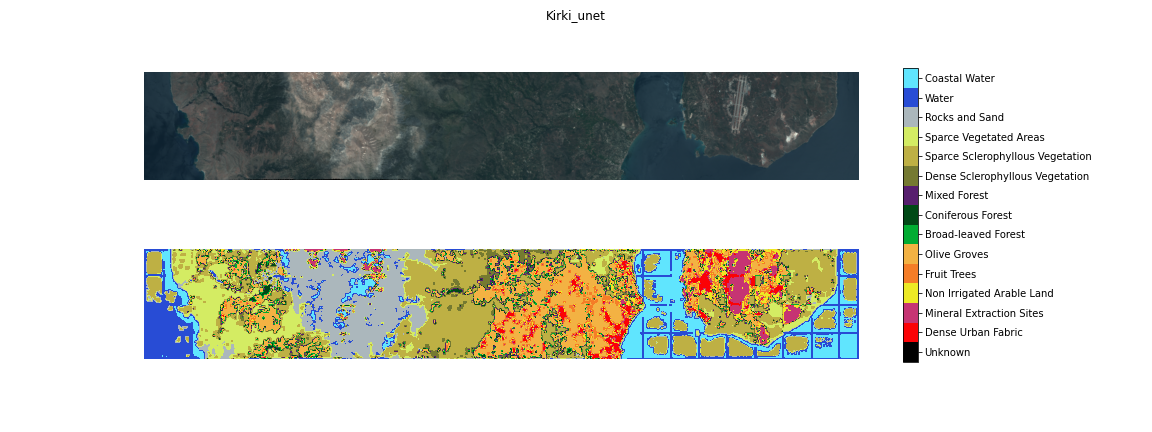 Kirki_unet
Coastal Water
Water
Rocks and Sand
Sparce Vegetated Areas
Sparce Sclerophyllous Vegetation
Dense Sclerophyllous Vegetation
Mixed Forest
Coniferous Forest
Broad-leaved Forest
Olive Groves
Fruit Trees
Non Irrigated Arable Land
Mineral Extraction Sites
Dense Urban Fabric
Unknown